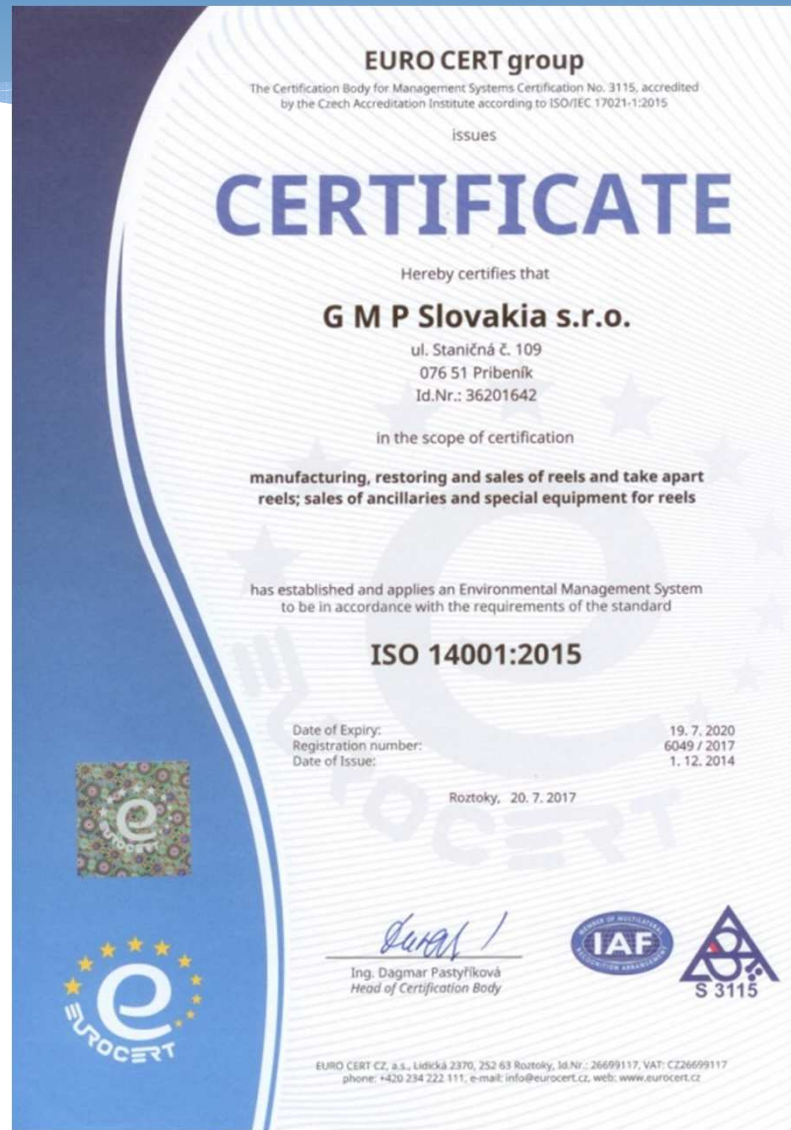 EURO CERT group
The Certification Body for Management Systems Certification No. 3115, accredited
by the Czech Accreditation Institute according to ISO/IEC 17021-1:2015
issues
CERTIFICATE
Hereby certifies that
G M P Slovakia s.r.o.
ul. Staničná č. 109
076 51 Pribeník
Id.Nr.: 36201642
in the scope of certification
manufacturing, restoring and sales of reels and take apart
reels; sales of ancillaries and special equipment for reels
has established and applies an Environmental Management System
to be in accordance with the requirements of the standard
ISO 14001:2015
Date of Expiry: 19. 7. 2020
Registration number: 6049 / 2017
Date of Issue: 1. 12. 2014
Roztoky, 20. 7. 2017
Ing. Dagmar Pastyříková
Head of Certification Body
MEMBER OF MULTILATERAL
IAF
RECOGNITION ARRANGEMENT
S 3115
EUROCERT
EUROCERT
EUROCERT
EURO CERT CZ, a.s., Lidická 2370, 252 63 Roztoky, Id.Nr.: 26699117, VAT: CZ26699117
phone: +420 234 222 111, e-mail: info@eurocert.cz, web: www.eurocert.cz